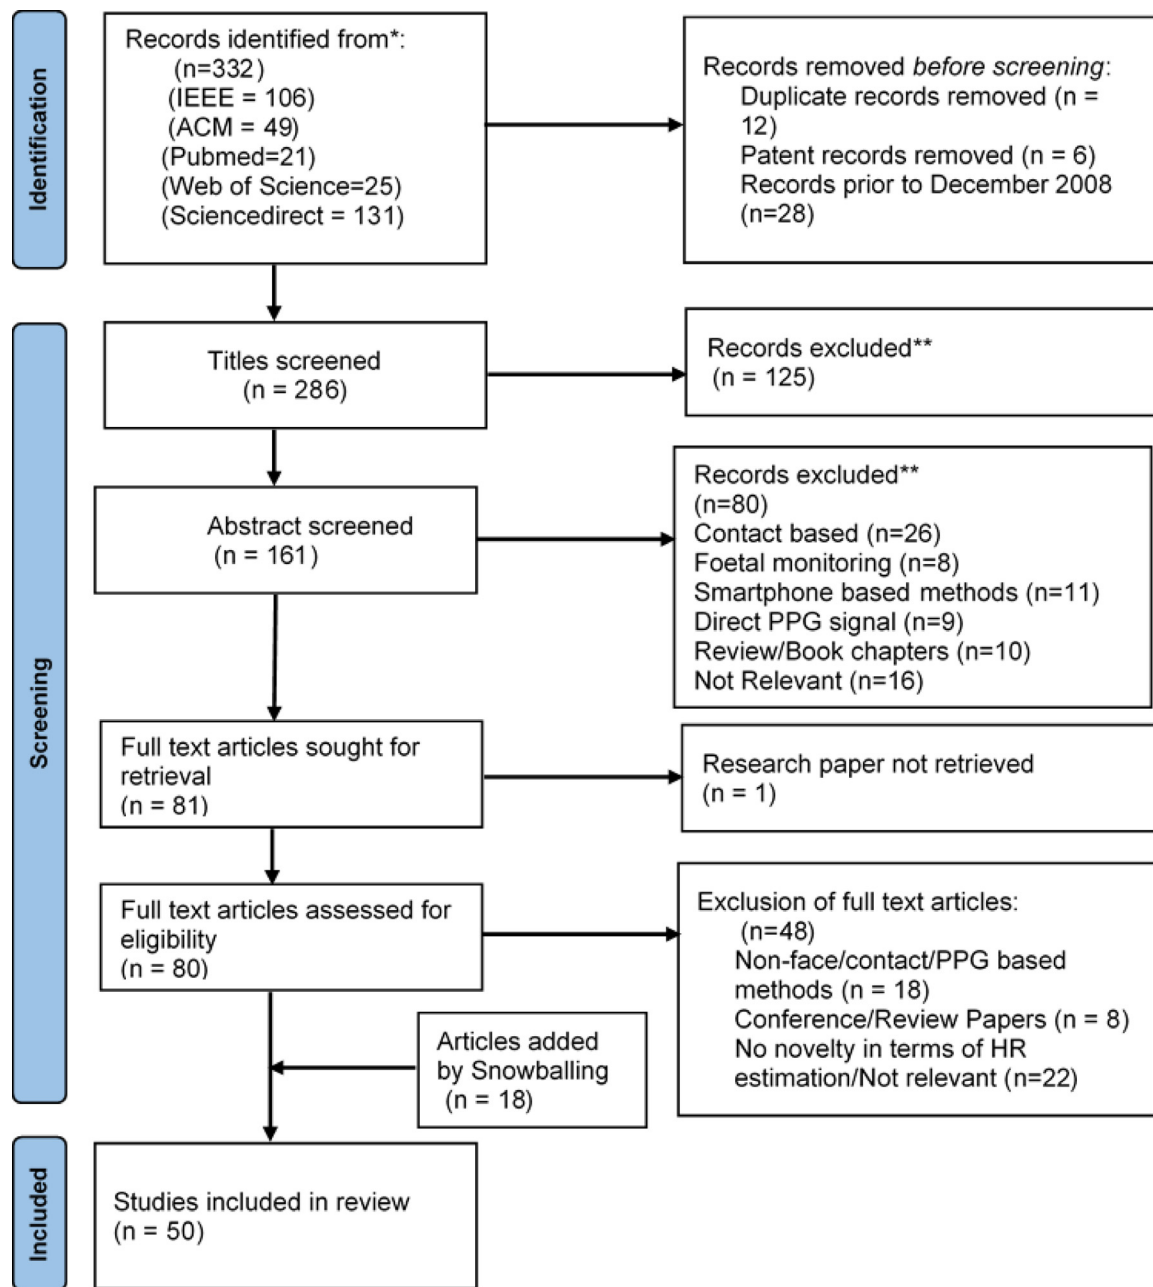 Identification
Records identified from*:
(n=332)
(IEEE = 106)
(ACM = 49)
(Pubmed=21)
(Web of Science=25)
(Sciencedirect = 131)
Records removed before screening:
Duplicate records removed (n =
12)
Patent records removed (n = 6)
Records prior to December 2008
(n=28)
Screening
Titles screened
(n = 286)
Records excluded**
(n = 125)
Abstract screened
(n = 161)
Records excluded**
(n=80)
Contact based (n=26)
Foetal monitoring (n=8)
Smartphone based methods (n=11)
Direct PPG signal (n=9)
Review/Book chapters (n=10)
Not Relevant (n=16)
Full text articles sought for
retrieval
(n = 81)
Research paper not retrieved
(n = 1)
Full text articles assessed for
eligibility
(n = 80)
Exclusion of full text articles:
(n=48)
Non-face/contact/PPG based
methods (n = 18)
Conference/Review Papers (n = 8)
No novelty in terms of HR
estimation/Not relevant (n=22)
Articles added
by Snowballing
(n = 18)
Included
Studies included in review
(n = 50)